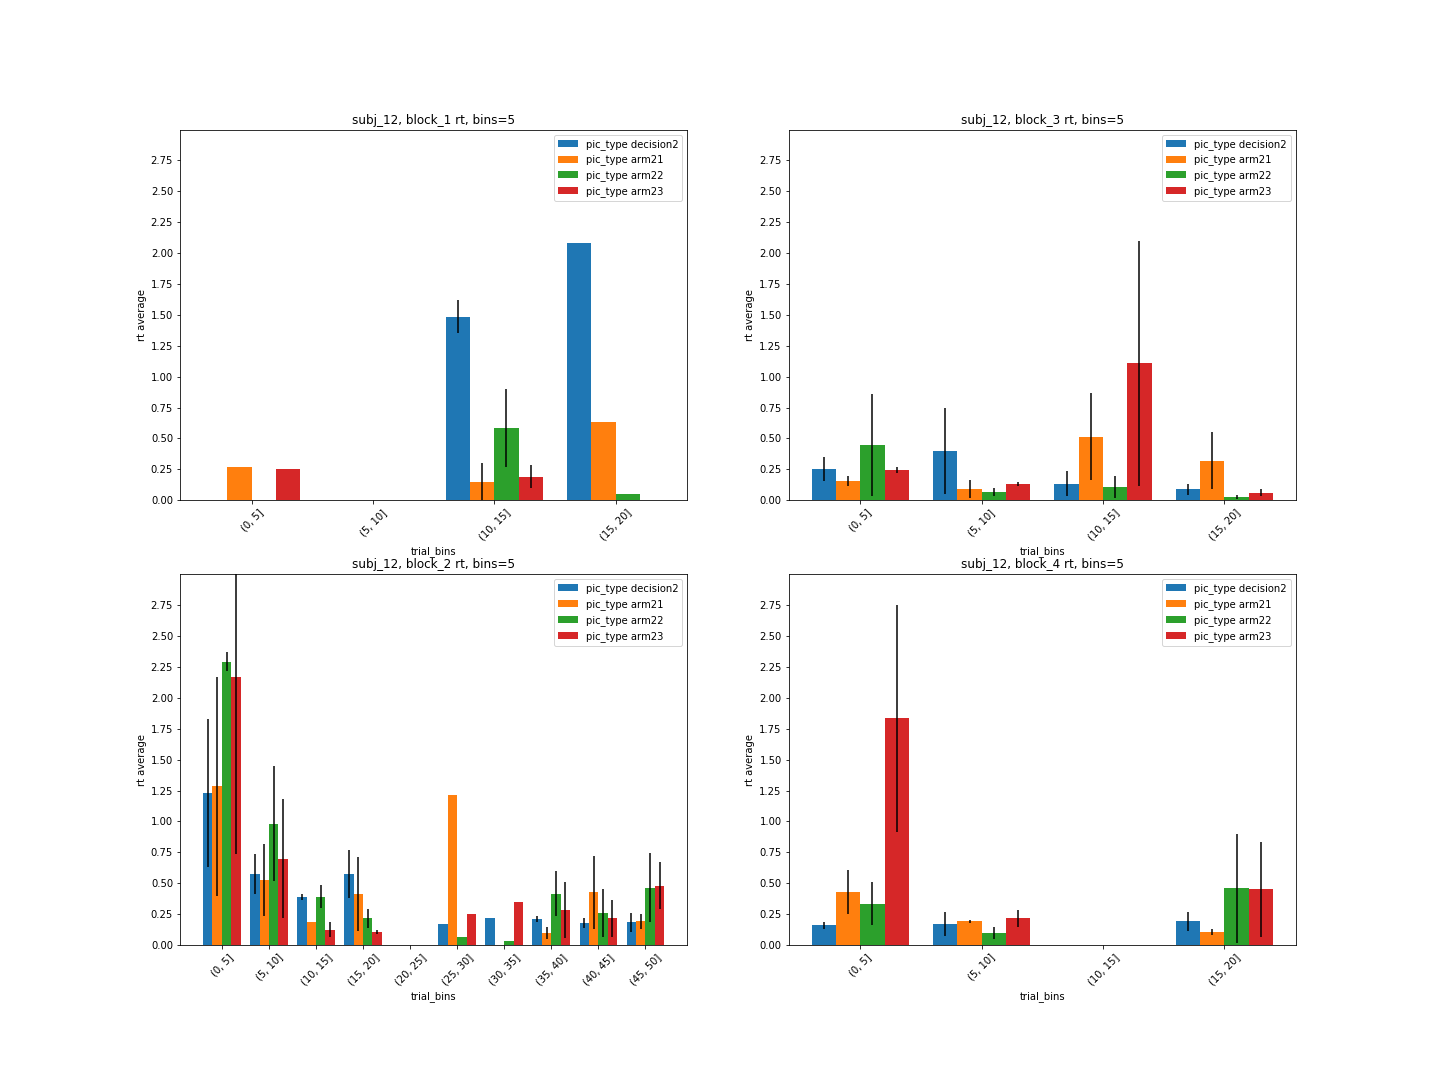 subj_12, block_1 rt, bins=5
pic_type decision2
pic_type arm21
pic_type arm22
pic_type arm23
2.75
2.50
2.25
2.00
1.75
1.50
1.25
1.00
0.75
0.50
0.25
0.00
rt average
(0, 5]
(5, 10]
(10, 15]
(15, 20]
trial_bins
subj_12, block_3 rt, bins=5
pic_type decision2
pic_type arm21
pic_type arm22
pic_type arm23
2.75
2.50
2.25
2.00
1.75
1.50
1.25
1.00
0.75
0.50
0.25
0.00
rt average
(0, 5]
(5, 10]
(10, 15]
(15, 20]
trial_bins
subj_12, block_2 rt, bins=5
pic_type decision2
pic_type arm21
pic_type arm22
pic_type arm23
2.75
2.50
2.25
2.00
1.75
1.50
1.25
1.00
0.75
0.50
0.25
0.00
rt average
(0, 5]
(5, 10]
(10, 15]
(15, 20]
(20, 25]
(25, 30]
(30, 35]
(35, 40]
(40, 45]
(45, 50]
trial_bins
subj_12, block_4 rt, bins=5
pic_type decision2
pic_type arm21
pic_type arm22
pic_type arm23
2.75
2.50
2.25
2.00
1.75
1.50
1.25
1.00
0.75
0.50
0.25
0.00
rt average
(0, 5]
(5, 10]
(10, 15]
(15, 20]
trial_bins